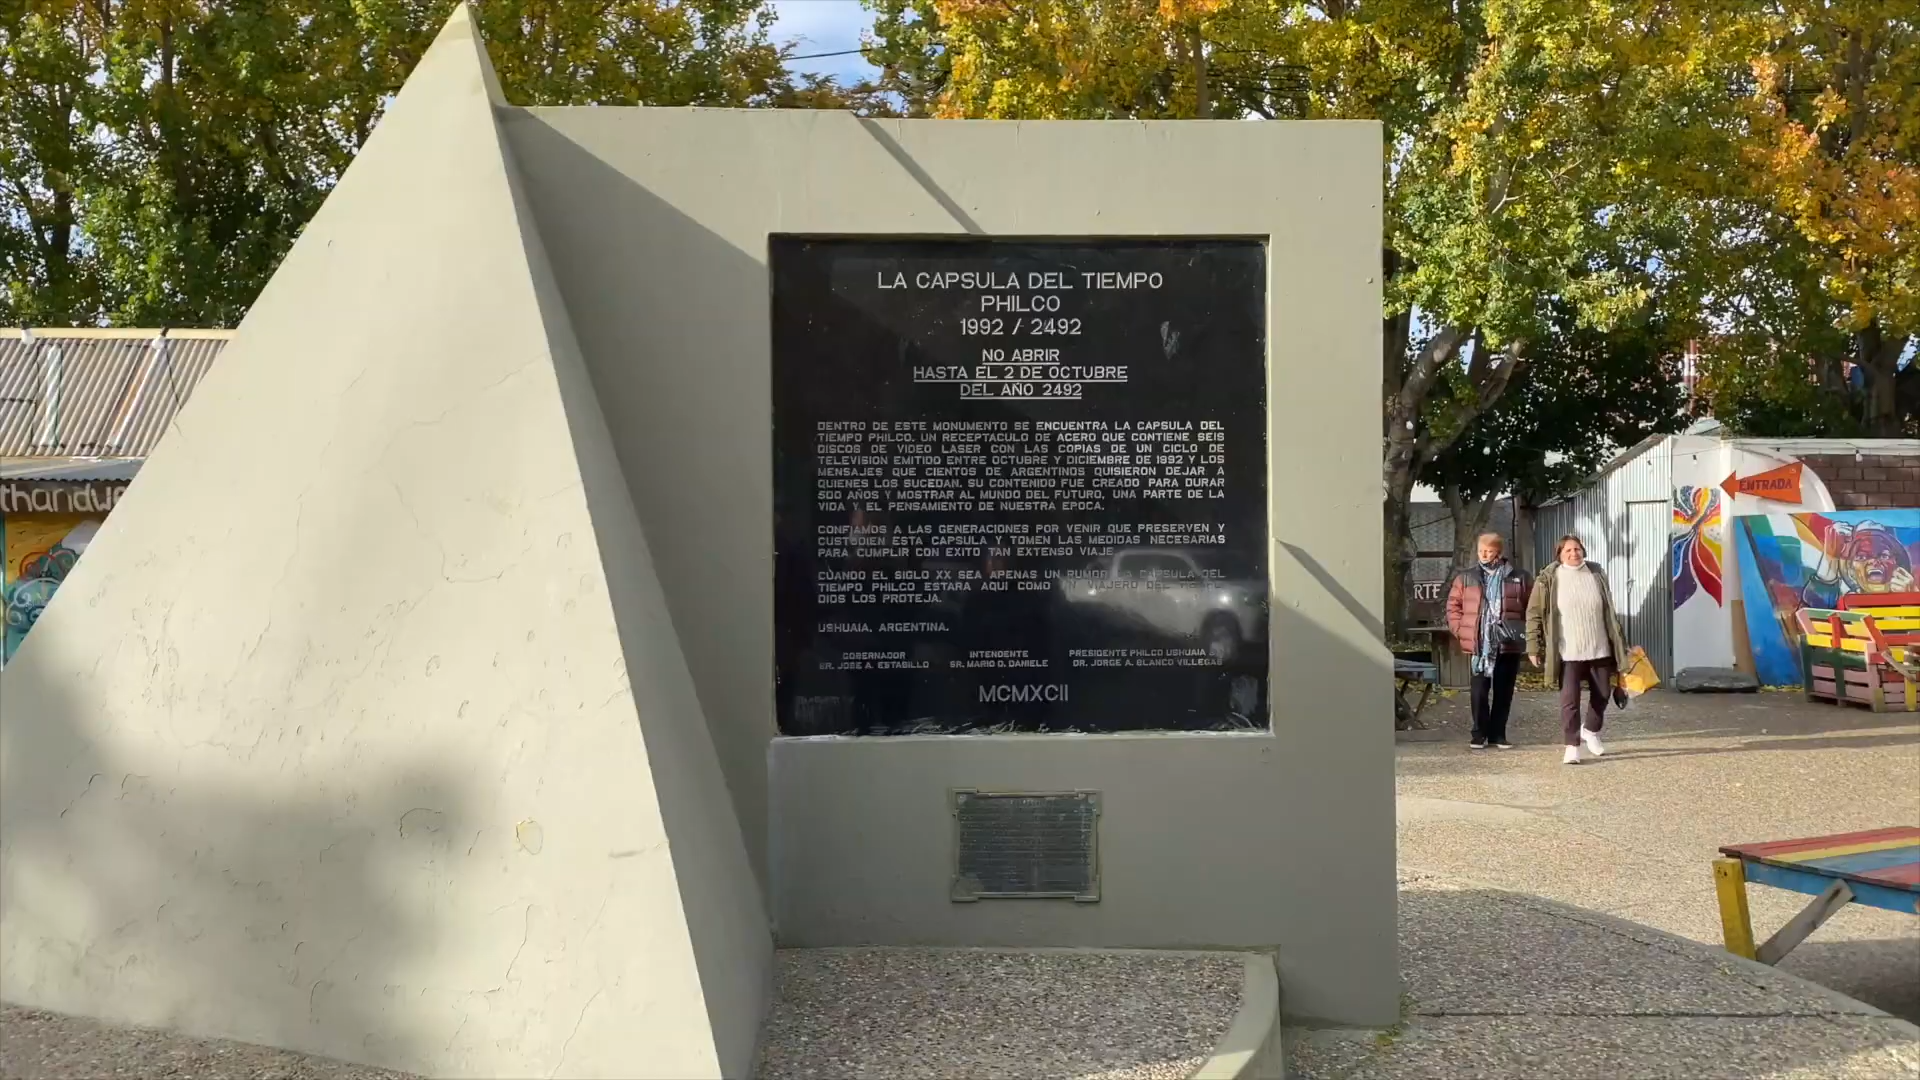 LA CAPSULA DEL TIEMPO
PHILCO
1992 / 2492
NO ABRIR
HASTA EL 2 DE OCTUBRE
DEL AÑO 2492
DENTRO DE ESTE MONUMENTO SE ENCUENTRA LA CAPSULA DEL
TIEMPO PHILCO. UN RECEPTACULO DE ACERO QUE CONTIENE SEIS
DISCOS DE VIDEO LASER CON LAS COPIAS DE UN CICLO DE
TELEVISION EMITIDO ENTRE OCTUBRE Y DICIEMBRE DE 1992 Y LOS
MENSAJES QUE CIENTOS DE ARGENTINOS QUISIERON DEJAR A
QUIENES LOS SUCEDAN. SU CONTENIDO FUE CREADO PARA DURAR
500 AÑOS Y MOSTRAR AL MUNDO DEL FUTURO, UNA PARTE DE LA
VIDA Y EL PENSAMIENTO DE NUESTRA EPOCA.
CONFIAMOS A LAS GENERACIONES POR VENIR QUE PRESERVEN Y
CUSTODIEN ESTA CAPSULA Y TOMEN LAS MEDIDAS NECESARIAS
PARA CUMPLIR CON EXITO TAN EXTENSO VIAJE
CUANDO EL SIGLO XX SEA APENAS UN RUMOR LA CAPSULA DEL
TIEMPO PHILCO ESTARA AQUI COMO UN VIAJERO DEL
DIOS LOS PROTEJA.
USHUAIA, ARGENTINA.
GOBERNADOR INTENDENTE PRESIDENTE PHILCO USHUAIA
SR. JOSE A. ESTABILLO SR. MARIO D. DANIELE DR. JORGE A. BLANCO VILLEGAS
MCMXCII
ENTRADA
RTE